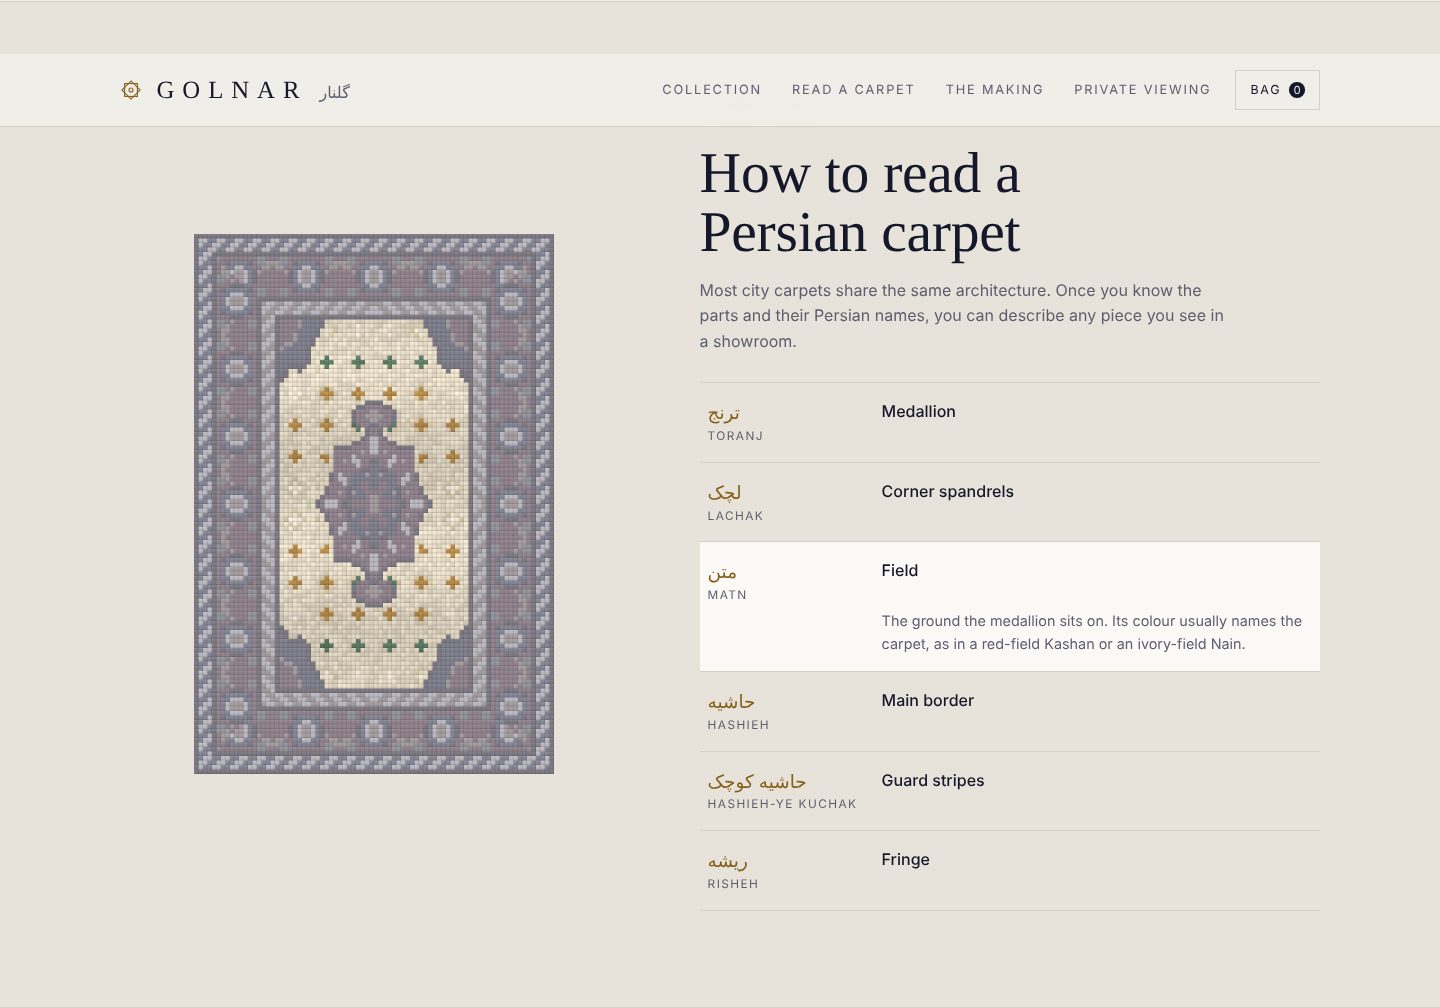 GOLNAR گلنار
COLLECTION READ A CARPET THE MAKING PRIVATE VIEWING BAG 0
How to read a
Persian carpet
Most city carpets share the same architecture. Once you know the
parts and their Persian names, you can describe any piece you see in
a showroom.
ترنج
TORANJ
Medallion
لچک
LACHAK
Corner spandrels
متن
MATN
Field
The ground the medallion sits on. Its colour usually names the
carpet, as in a red-field Kashan or an ivory-field Nain.
حاشیه
HASHIEH
Main border
حاشیه کوچک
HASHIEH-YE KUCHAK
Guard stripes
ریشه
RISHEH
Fringe